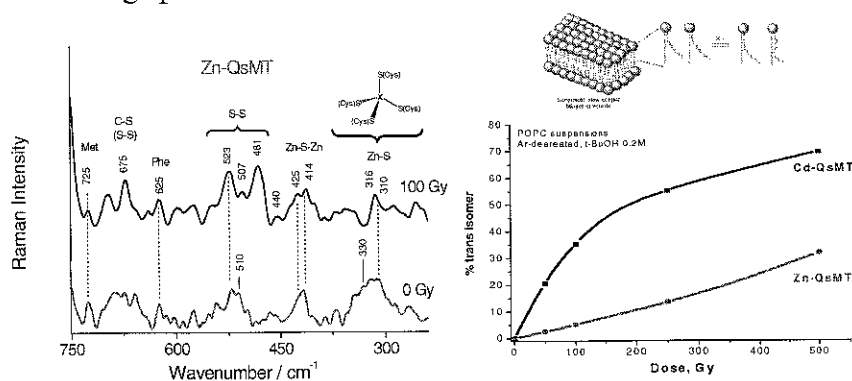 Zn-QsMT
S(Cys)
(Cys)S
X
S(Cys)
(Cys)S
C-S
(S-S)
S-S
Met
Phe
Zn-S-Zn
Zn-S
725
675
625
523
507
481
440
425
414
316
310
100 Gy
510
330
0 Gy
Raman Intensity
750
600
450
300
Wavenumber / cm⁻¹
POPC suspensions
Ar-deareated, t-BuOH 0.2M
Cd-QsMT
Zn-QsMT
% trans isomer
80
70
60
50
40
30
20
10
0
0
100
200
300
400
500
Dose, Gy